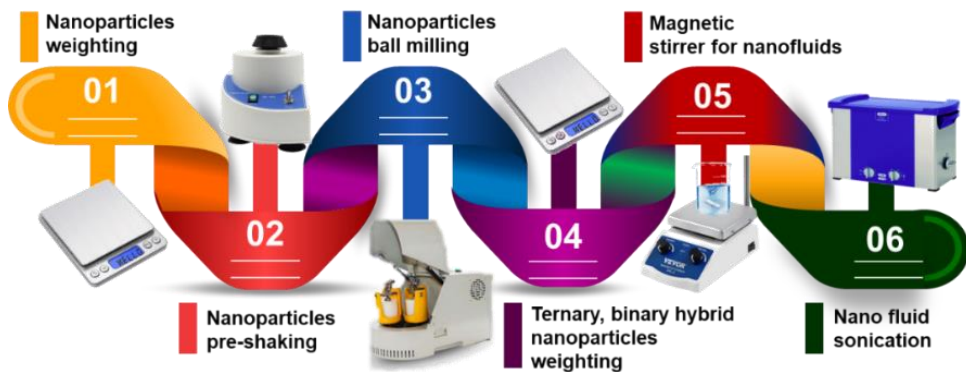 Nanoparticles
weighting
01
Nanoparticles
pre-shaking
02
Nanoparticles
ball milling
03
Ternary, binary hybrid
nanoparticles
weighting
04
Magnetic
stirrer for nanofluids
05
VEVOR
Nano fluid
sonication
06